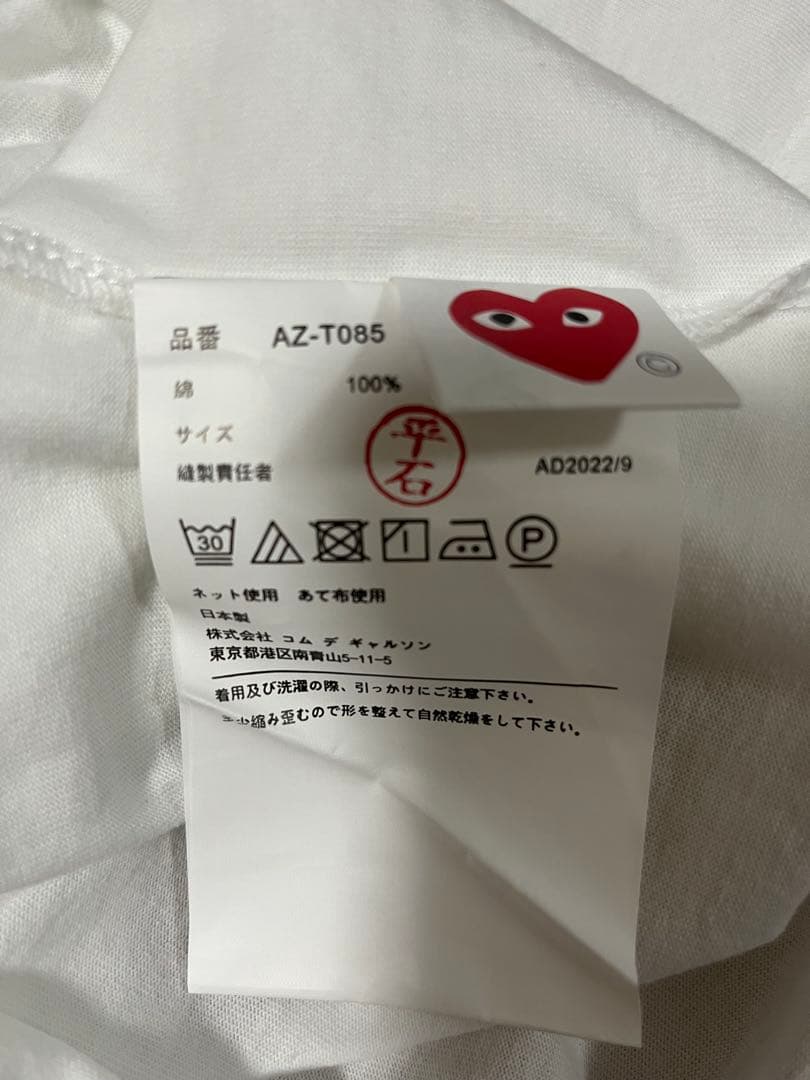 品番 AZ-T085
綿 100%
サイズ
縫製責任者 平石 AD2022/9
30 P
ネット使用 あて布使用
日本製
株式会社 コム デ ギャルソン
東京都港区南青山5-11-5
着用及び洗濯の際、引っかけにご注意下さい。
縮み歪むので形を整えて自然乾燥をして下さい。
©